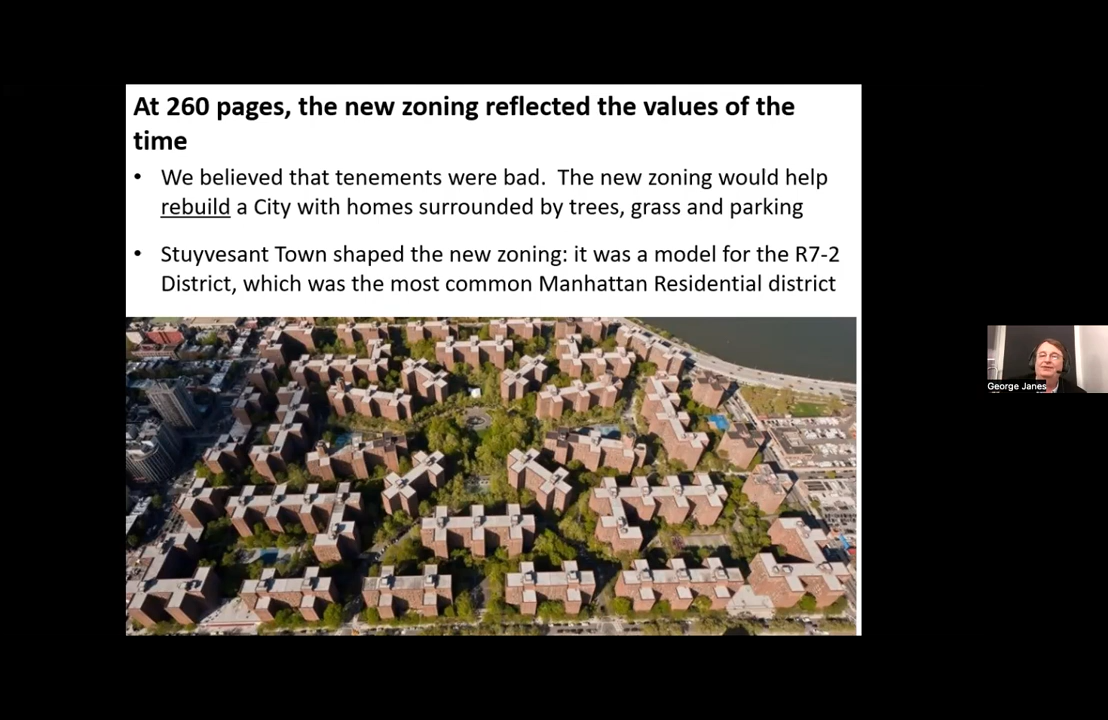 At 260 pages, the new zoning reflected the values of the
time
• We believed that tenements were bad.  The new zoning would help
rebuild a City with homes surrounded by trees, grass and parking
• Stuyvesant Town shaped the new zoning: it was a model for the R7-2
District, which was the most common Manhattan Residential district
George Janes